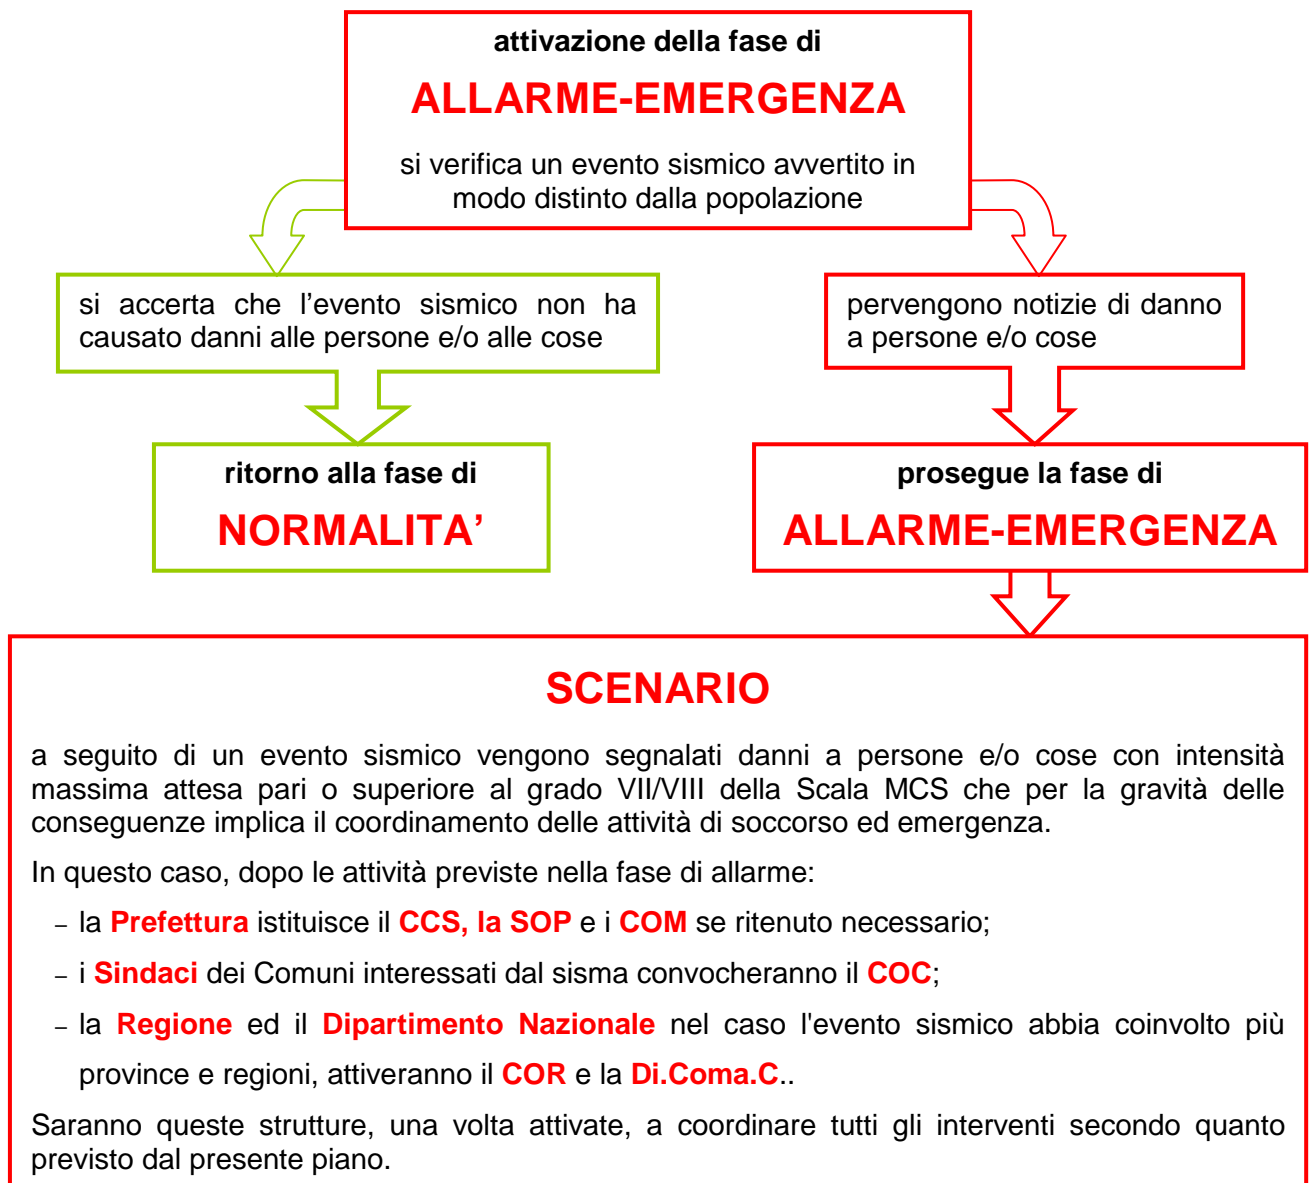 attivazione della fase di
ALLARME-EMERGENZA
si verifica un evento sismico avvertito in
modo distinto dalla popolazione
si accerta che l’evento sismico non ha
causato danni alle persone e/o alle cose
pervengono notizie di danno
a persone e/o cose
ritorno alla fase di
NORMALITA’
prosegue la fase di
ALLARME-EMERGENZA
SCENARIO
a seguito di un evento sismico vengono segnalati danni a persone e/o cose con intensità
massima attesa pari o superiore al grado VII/VIII della Scala MCS che per la gravità delle
conseguenze implica il coordinamento delle attività di soccorso ed emergenza.
In questo caso, dopo le attività previste nella fase di allarme:
– la Prefettura istituisce il CCS, la SOP e i COM se ritenuto necessario;
– i Sindaci dei Comuni interessati dal sisma convocheranno il COC;
– la Regione ed il Dipartimento Nazionale nel caso l'evento sismico abbia coinvolto più
province e regioni, attiveranno il COR e la Di.Coma.C..
Saranno queste strutture, una volta attivate, a coordinare tutti gli interventi secondo quanto
previsto dal presente piano.